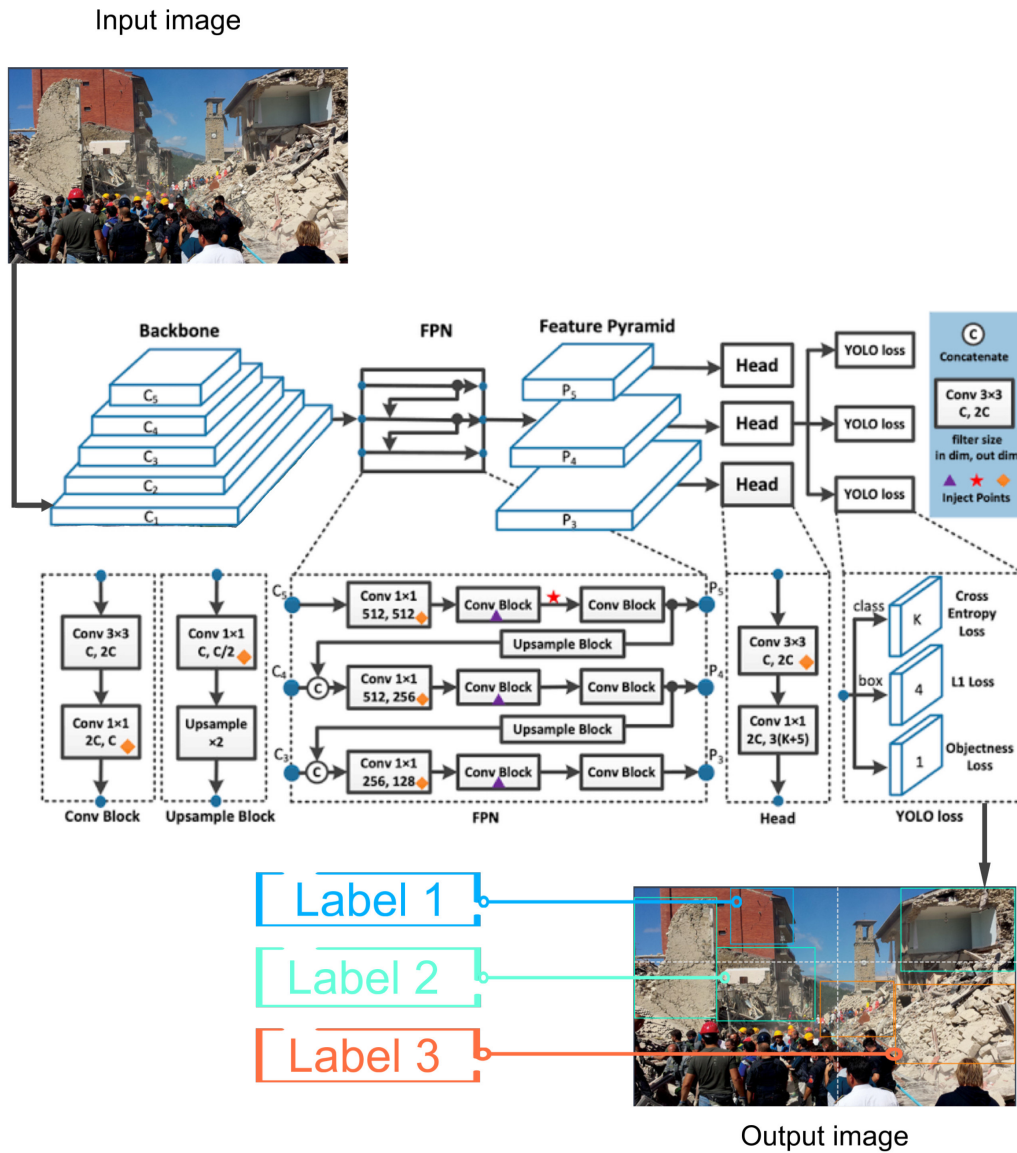 Input image
Backbone
FPN
Feature Pyramid
C5
C4
C3
C2
C1
P5
P4
P3
Head
Head
Head
YOLO loss
YOLO loss
YOLO loss
C
Concatenate
Conv 3×3
C, 2C
filter size
in dim, out dim
Inject Points
Conv 3×3
C, 2C
Conv 1×1
2C, C
Conv Block
Conv 1×1
C, C/2
Upsample
×2
Upsample Block
C5
Conv 1×1
512, 512
Conv Block
Conv Block
P5
Upsample Block
C4
C
Conv 1×1
512, 256
Conv Block
Conv Block
P4
Upsample Block
C3
C
Conv 1×1
256, 128
Conv Block
Conv Block
P3
FPN
Conv 3×3
C, 2C
Conv 1×1
2C, 3(K+5)
Head
class
K
Cross
Entropy
Loss
box
4
L1 Loss
1
Objectness
Loss
YOLO loss
Label 1
Label 2
Label 3
Output image